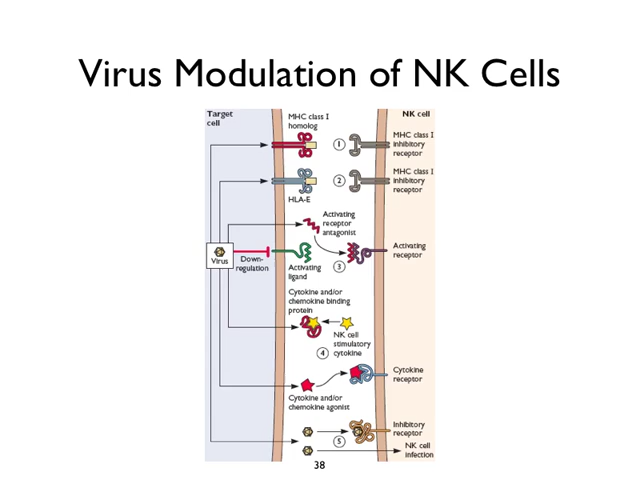 Virus Modulation of NK Cells
Target
cell
NK cell
MHC class I
homolog
1
MHC class I
inhibitory
receptor
2
MHC class I
inhibitory
receptor
HLA-E
Activating
receptor
antagonist
Virus
Down-
regulation
Activating
ligand
3
Activating
receptor
Cytokine and/or
chemokine binding
protein
NK cell
stimulatory
cytokine
4
Cytokine
receptor
Cytokine and/or
chemokine agonist
5
Inhibitory
receptor
NK cell
infection
38